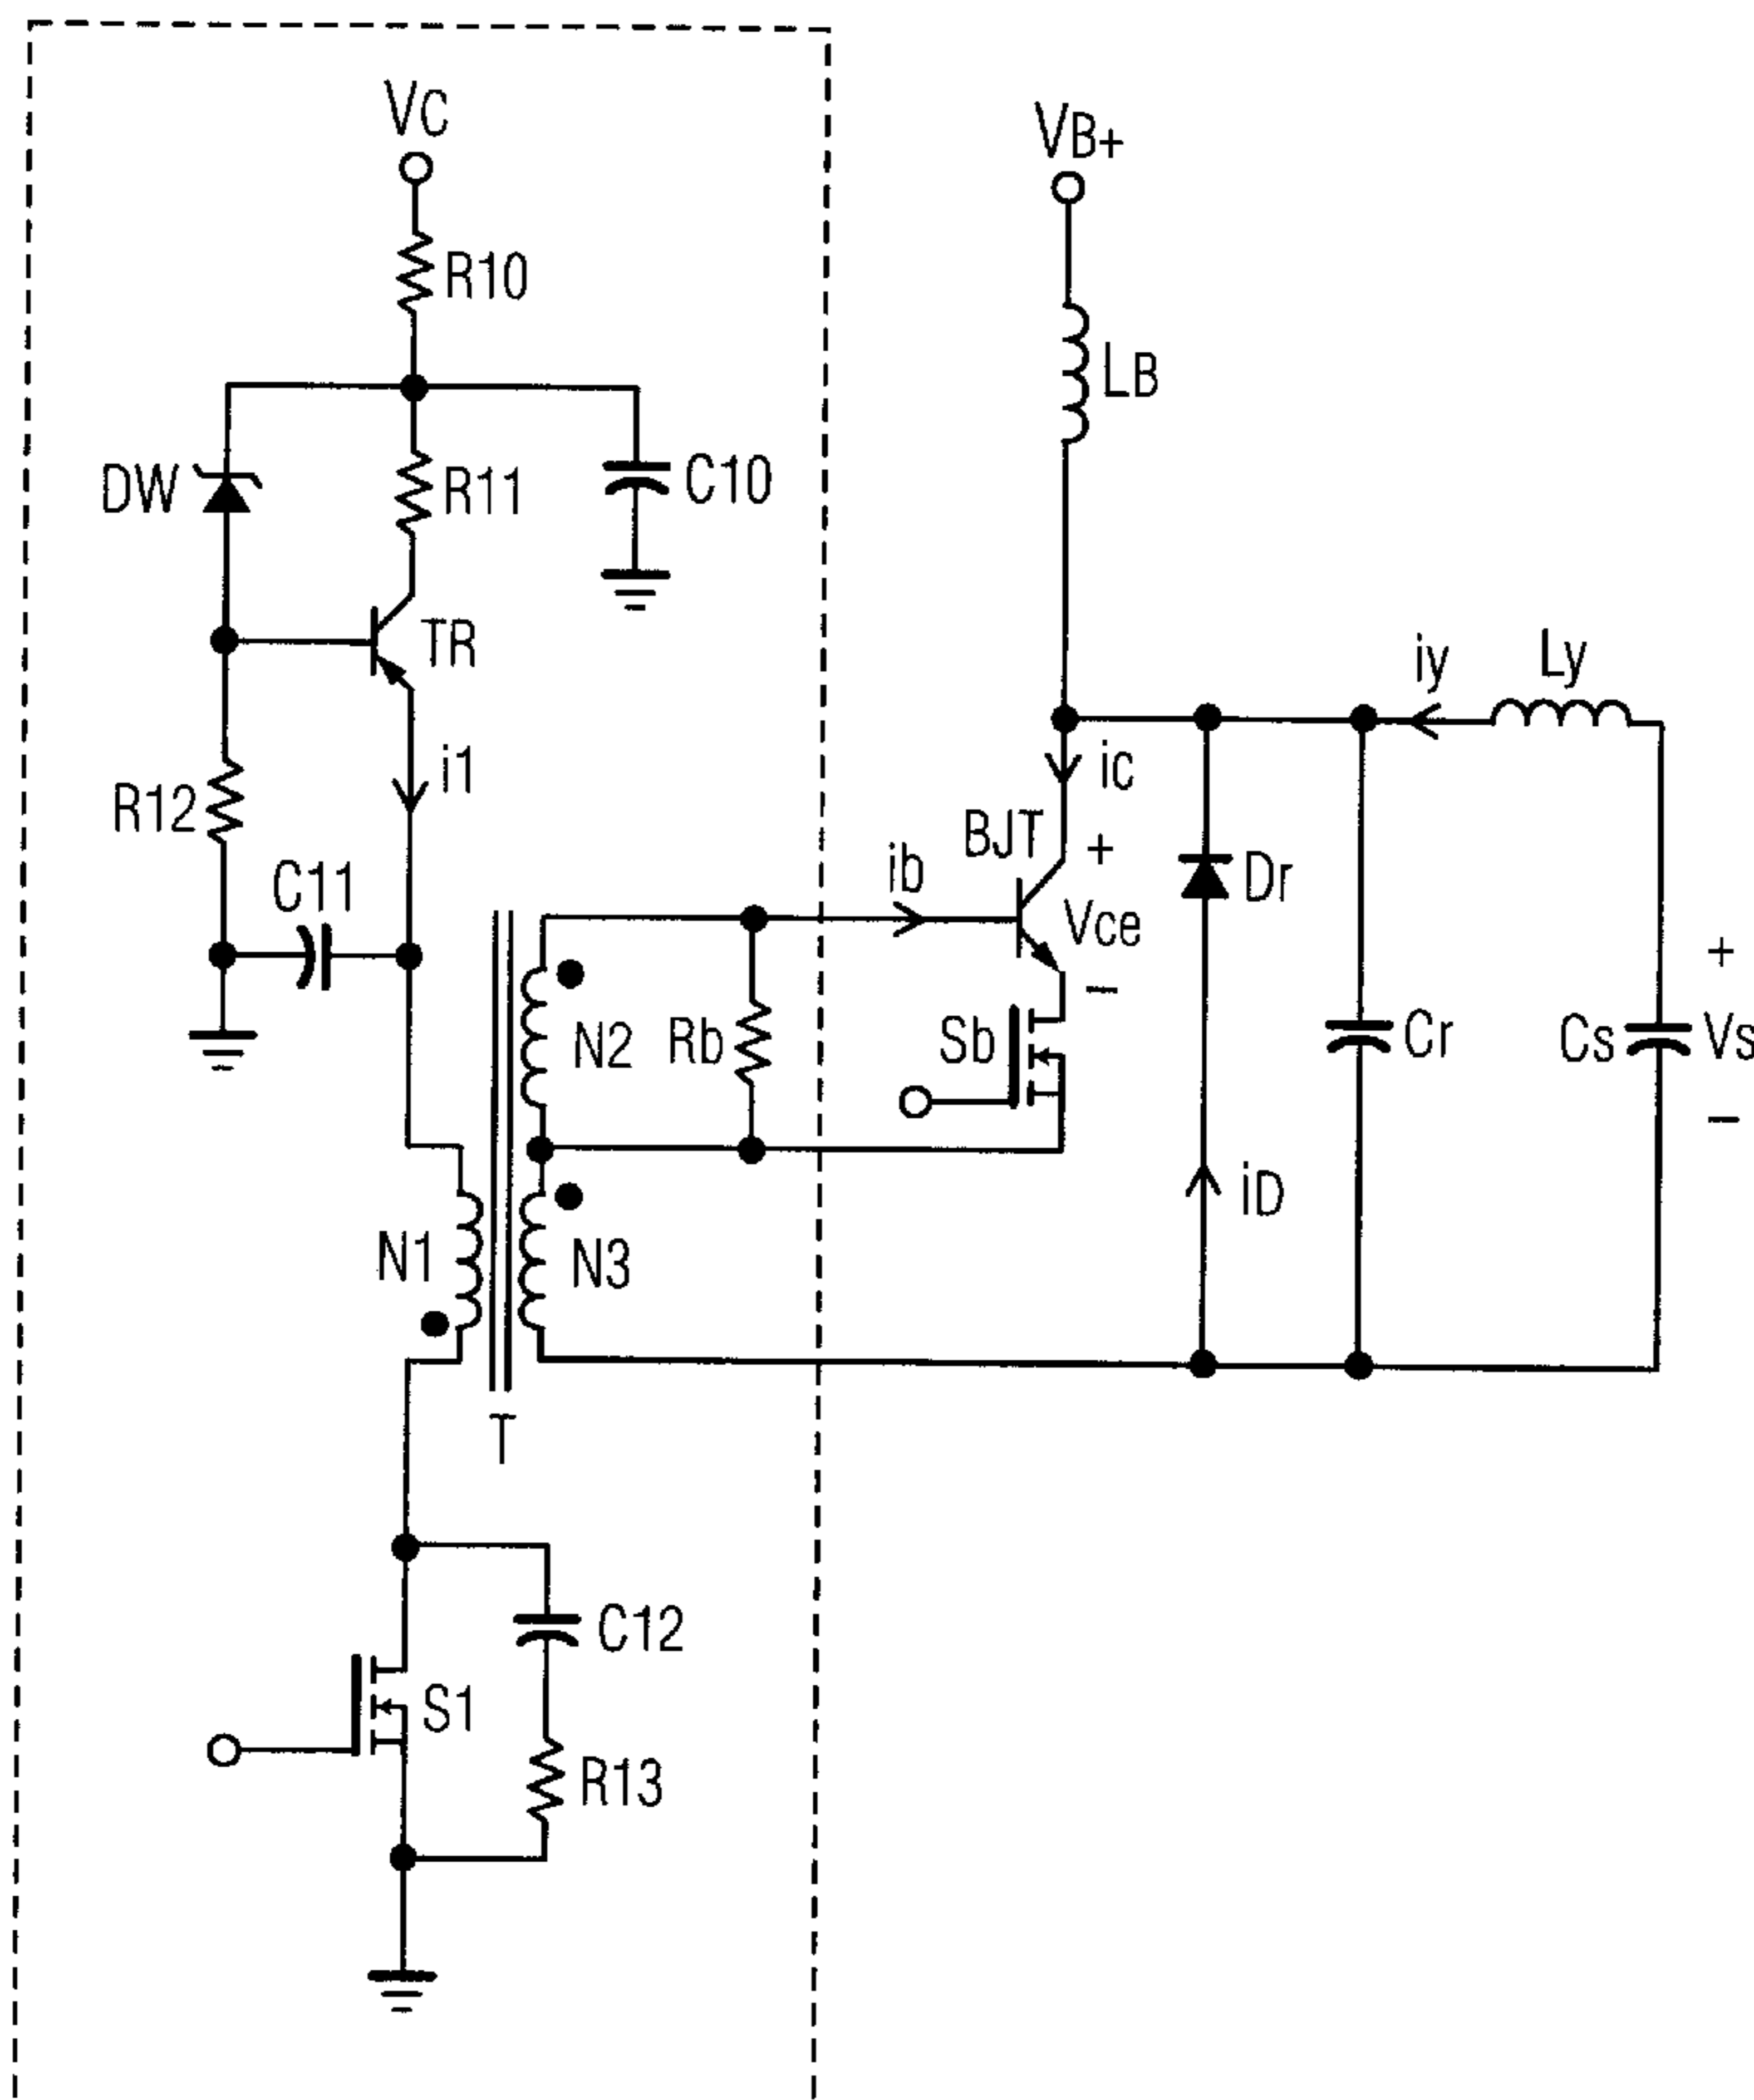 VC
VB+
R10
LB
DW
R11
C10
TR
iy
Ly
i1
ic
R12
BJT
+
C11
ib
Dr
Vce
+
−
N2
Rb
Sb
Cr
Cs
Vs
−
iD
N1
N3
T
C12
S1
R13